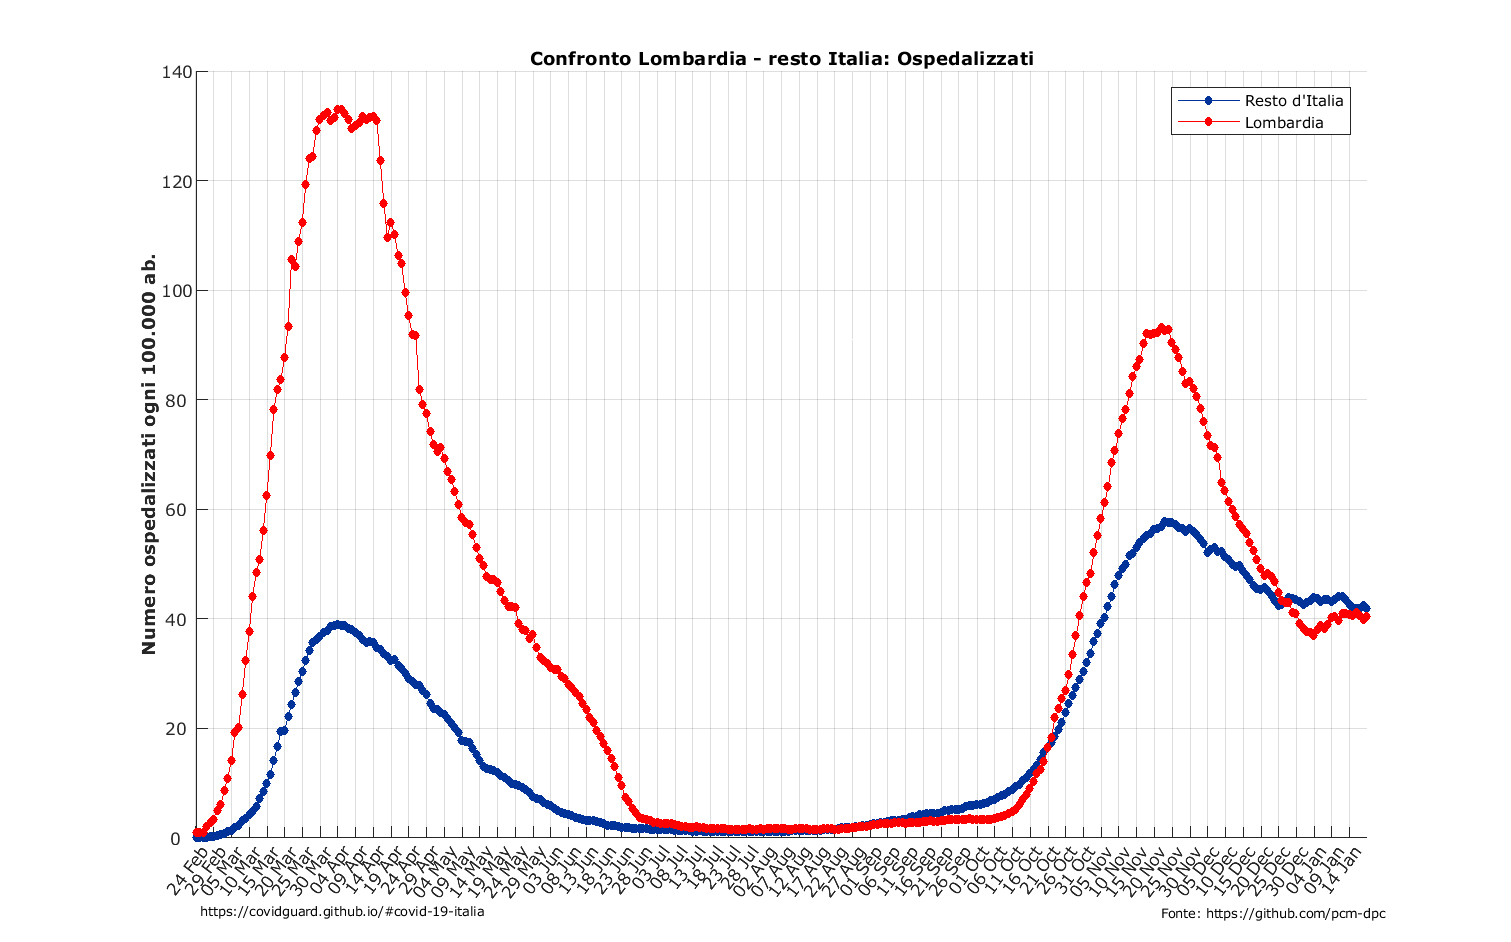 Confronto Lombardia - resto Italia: Ospedalizzati
Resto d'Italia
Lombardia
Numero ospedalizzati ogni 100.000 ab.
140
120
100
80
60
40
20
0
24 Feb
29 Feb
05 Mar
10 Mar
15 Mar
20 Mar
25 Mar
30 Mar
04 Apr
09 Apr
14 Apr
19 Apr
24 Apr
29 Apr
04 May
09 May
14 May
19 May
24 May
29 May
03 Jun
08 Jun
13 Jun
18 Jun
23 Jun
28 Jun
03 Jul
08 Jul
13 Jul
18 Jul
23 Jul
28 Jul
02 Aug
07 Aug
12 Aug
17 Aug
22 Aug
27 Aug
01 Sep
06 Sep
11 Sep
16 Sep
21 Sep
26 Sep
01 Oct
06 Oct
11 Oct
16 Oct
21 Oct
26 Oct
31 Oct
05 Nov
10 Nov
15 Nov
20 Nov
25 Nov
30 Nov
05 Dec
10 Dec
15 Dec
20 Dec
25 Dec
30 Dec
04 Jan
09 Jan
14 Jan
https://covidguard.github.io/#covid-19-italia
Fonte: https://github.com/pcm-dpc